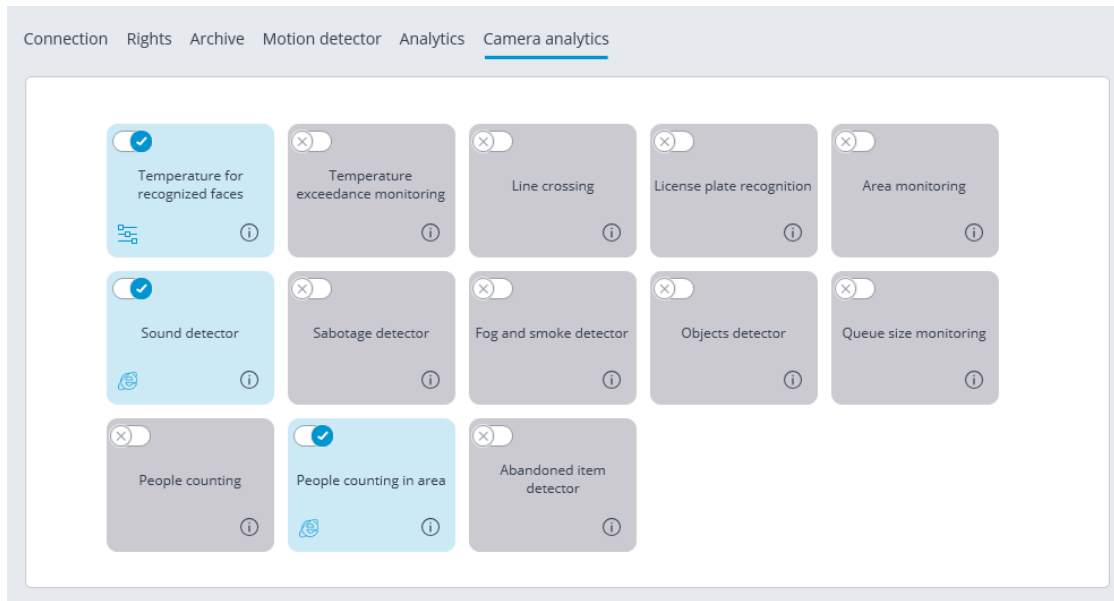 Connection Rights Archive Motion detector Analytics Camera analytics
Temperature for
recognized faces
Temperature
exceedance monitoring
Line crossing
License plate recognition
Area monitoring
Sound detector
Sabotage detector
Fog and smoke detector
Objects detector
Queue size monitoring
People counting
People counting in area
Abandoned item
detector